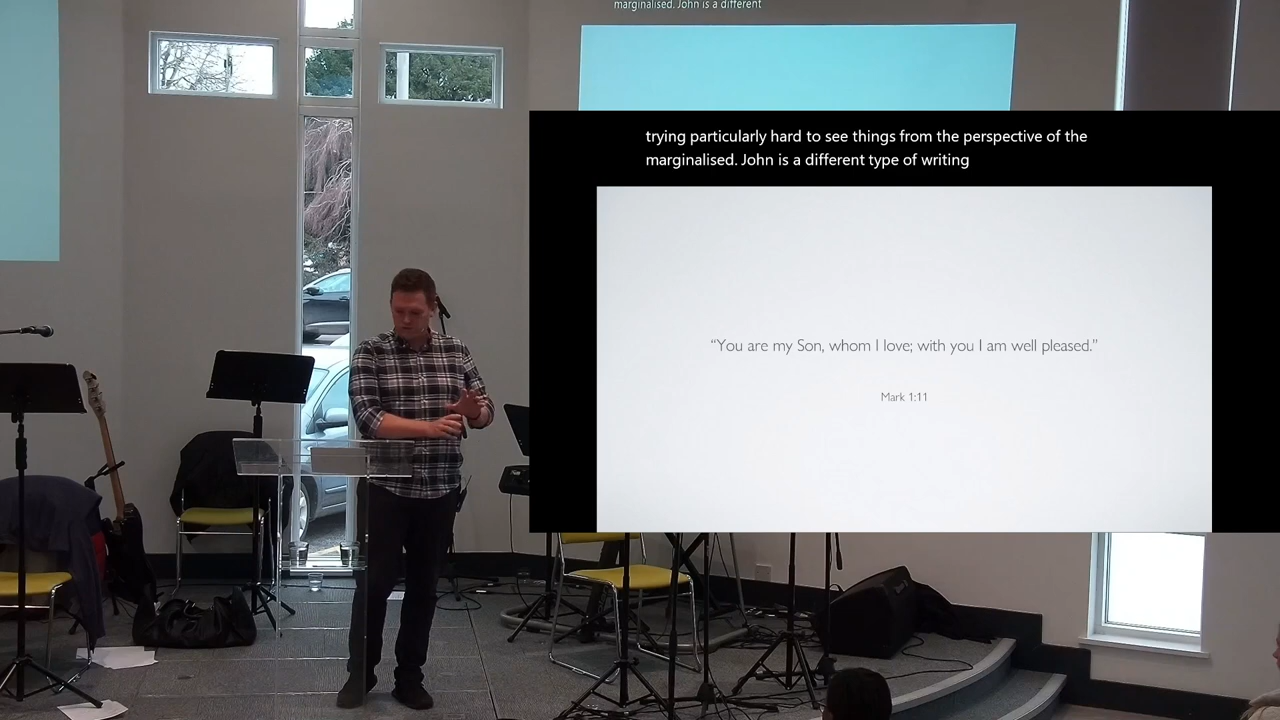 marginalised. John is a different
trying particularly hard to see things from the perspective of the
marginalised. John is a different type of writing
“You are my Son, whom I love; with you I am well pleased.”
Mark 1:11